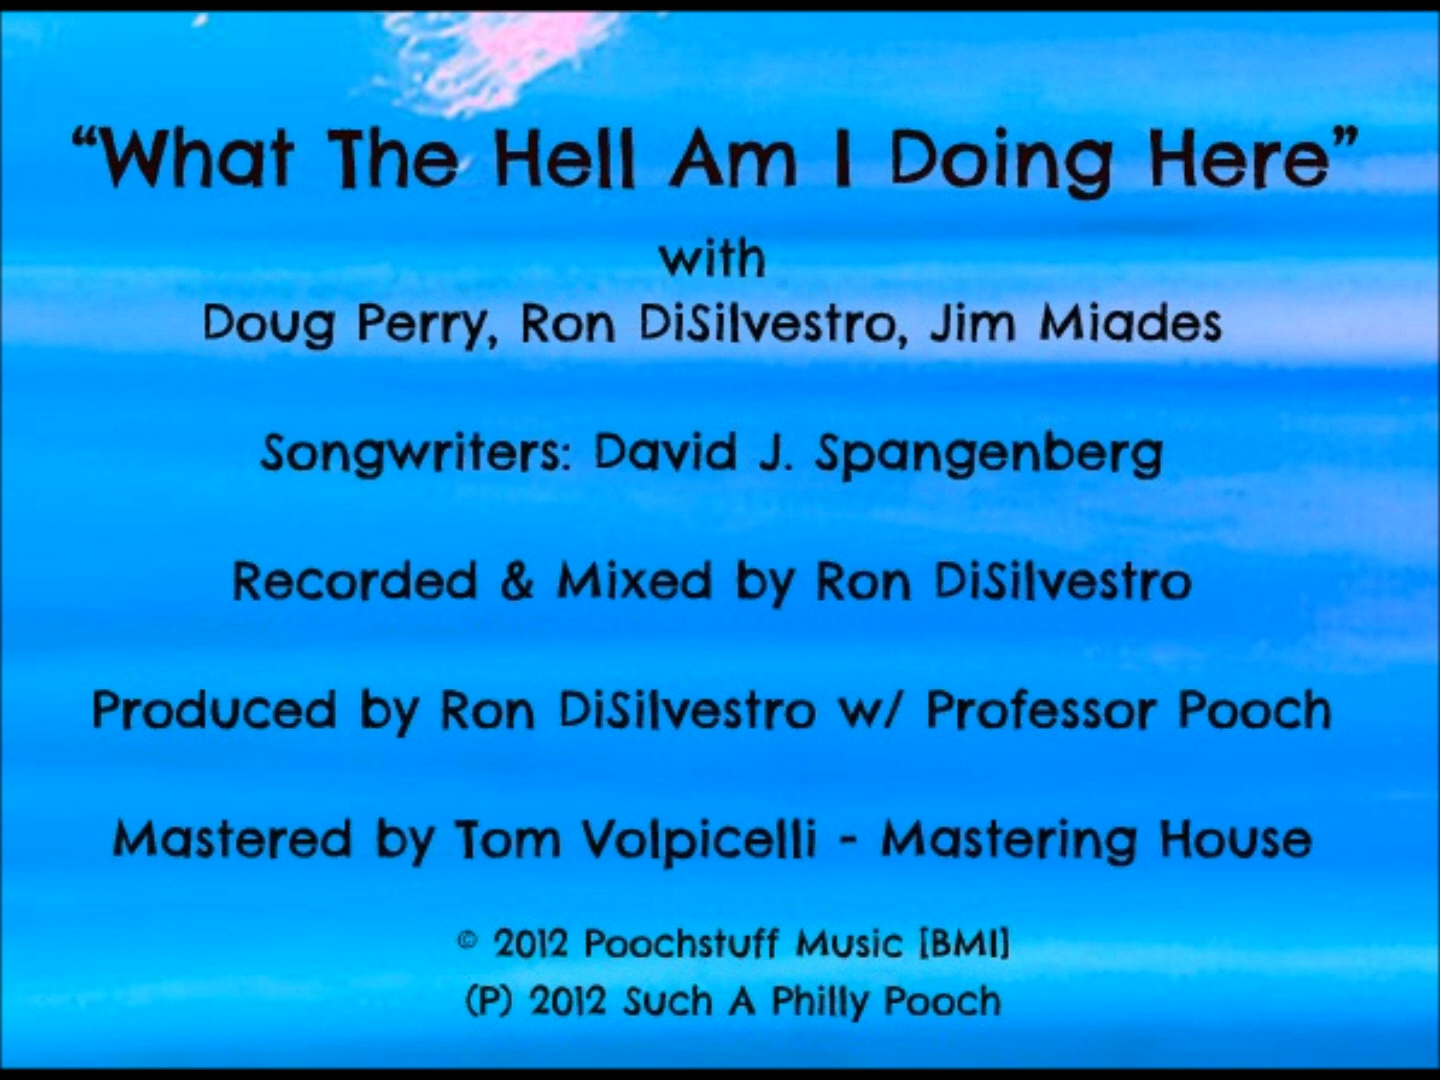 “What The Hell Am I Doing Here”
with
Doug Perry, Ron DiSilvestro, Jim Miades
Songwriters: David J. Spangenberg
Recorded & Mixed by Ron DiSilvestro
Produced by Ron DiSilvestro w/ Professor Pooch
Mastered by Tom Volpicelli - Mastering House
© 2012 Poochstuff Music [BMI]
(P) 2012 Such A Philly Pooch